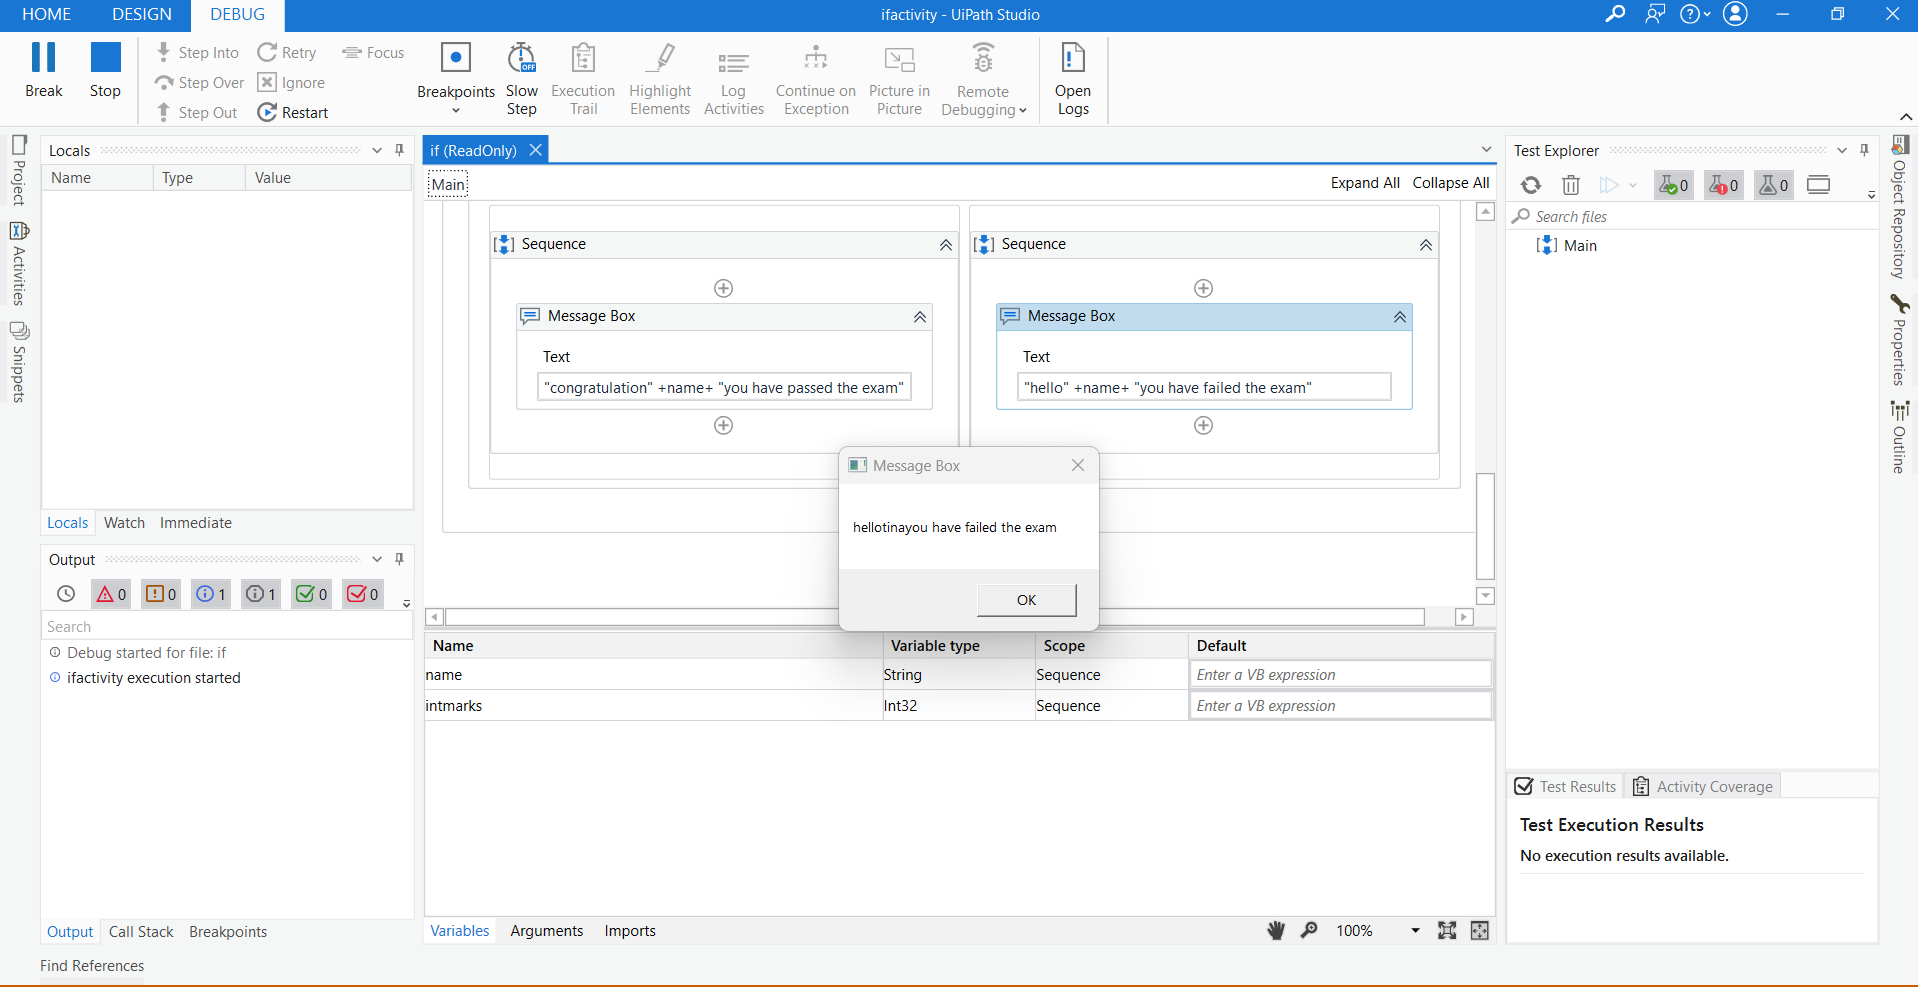 HOME DESIGN DEBUG ifactivity - UiPath Studio
Break Stop Step Into Step Over Step Out Retry Ignore Restart Focus
Breakpoints Slow Step Execution Trail Highlight Elements Log Activities Continue on Exception Picture in Picture Remote Debugging Open Logs
OFF
Project
Activities
Snippets
Locals
Name Type Value
Locals Watch Immediate
Output
0 0 1 1 0 0
Search
Debug started for file: if
ifactivity execution started
Output Call Stack Breakpoints
Find References
if (ReadOnly)
Main Expand All Collapse All
Sequence Sequence
Message Box Message Box
Text Text
"congratulation" +name+ "you have passed the exam" "hello" +name+ "you have failed the exam"
Message Box
hellotinayou have failed the exam
OK
Name Variable type Scope Default
name String Sequence Enter a VB expression
intmarks Int32 Sequence Enter a VB expression
Variables Arguments Imports 100%
Test Explorer
0 0 0
Search files
Main
Test Results Activity Coverage
Test Execution Results
No execution results available.
Object Repository
Properties
Outline